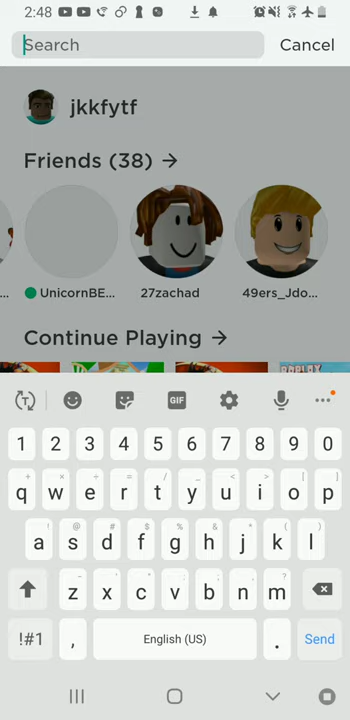 2:48
Search Cancel
jkkfytf
Friends (38) →
... UnicornBE... 27zachad 49ers_Jdo...
Continue Playing →
GIF
1 2 3 4 5 6 7 8 9 0
q w e r t y u i o p
a s d f g h j k l
z x c v b n m
!#1 , English (US) . Send